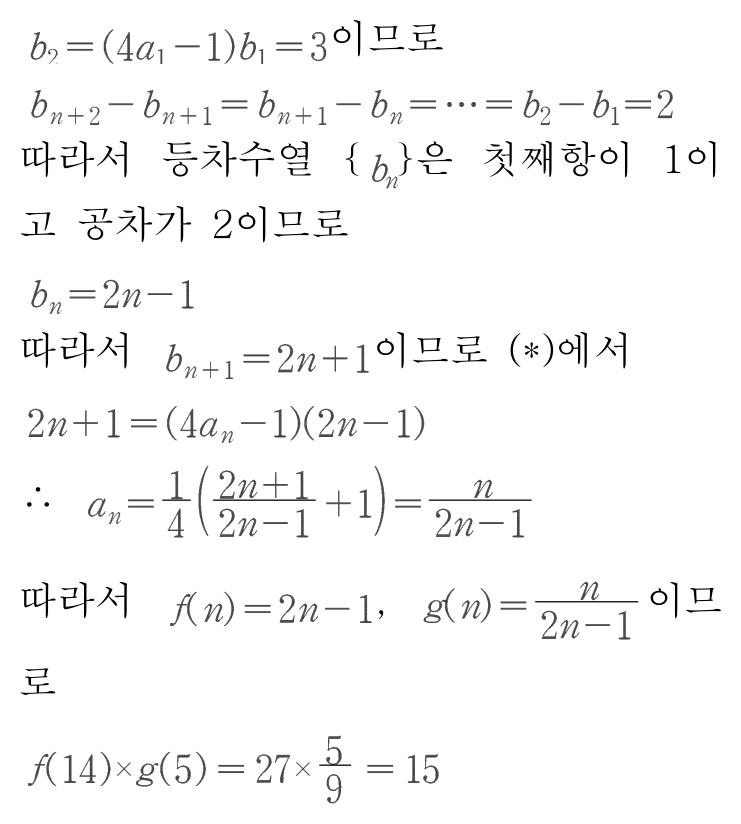 b₂=(4a₁−1)b₁=3이므로
bₙ₊₂−bₙ₊₁=bₙ₊₁−bₙ=⋯=b₂−b₁=2
따라서 등차수열 {bₙ}은 첫째항이 1이
고 공차가 2이므로
bₙ=2n−1
따라서 bₙ₊₁=2n+1이므로 (*)에서
2n+1=(4aₙ−1)(2n−1)
∴ aₙ=1/4((2n+1)/(2n−1)+1)=n/(2n−1)
따라서 f(n)=2n−1, g(n)=n/(2n−1)이므
로
f(14)×g(5)=27×5/9=15